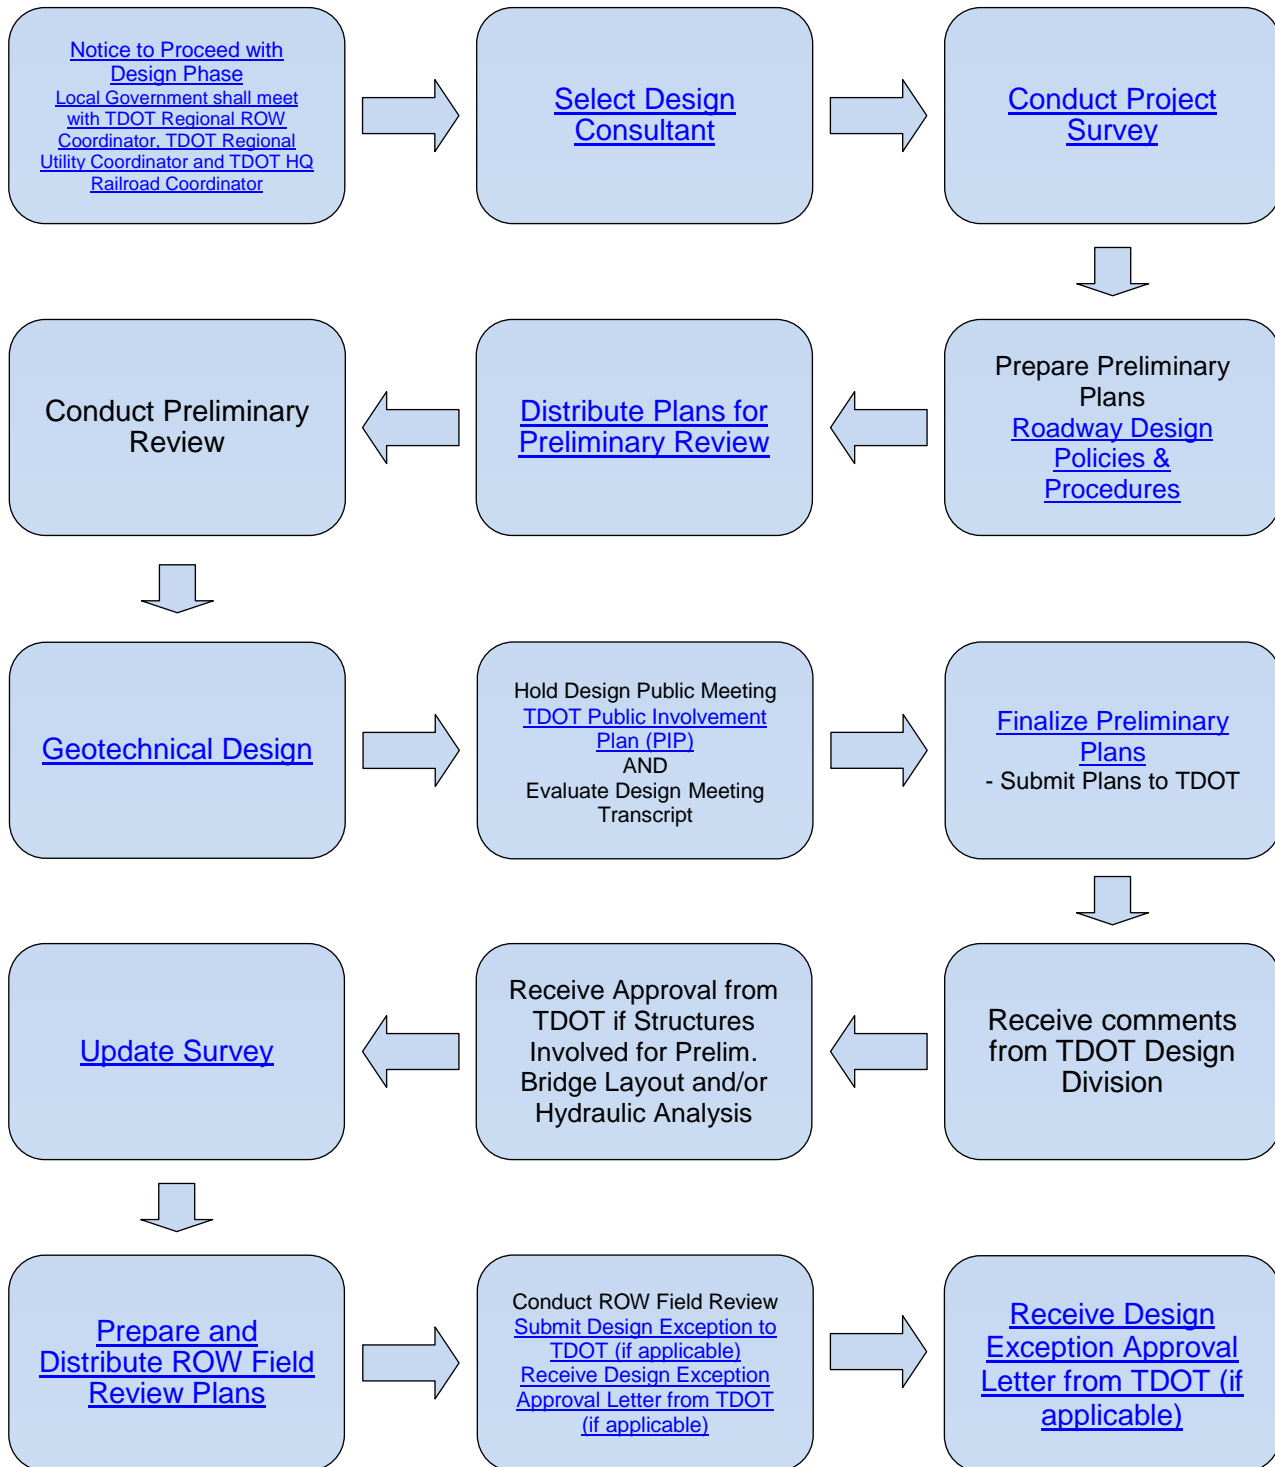 Notice to Proceed with
Design Phase
Local Government shall meet
with TDOT Regional ROW
Coordinator, TDOT Regional
Utility Coordinator and TDOT HQ
Railroad Coordinator
Select Design
Consultant
Conduct Project
Survey
Prepare Preliminary
Plans
Roadway Design
Policies &
Procedures
Distribute Plans for
Preliminary Review
Conduct Preliminary
Review
Geotechnical Design
Hold Design Public Meeting
TDOT Public Involvement
Plan (PIP)
AND
Evaluate Design Meeting
Transcript
Finalize Preliminary
Plans
- Submit Plans to TDOT
Receive comments
from TDOT Design
Division
Receive Approval from
TDOT if Structures
Involved for Prelim.
Bridge Layout and/or
Hydraulic Analysis
Update Survey
Prepare and
Distribute ROW Field
Review Plans
Conduct ROW Field Review
Submit Design Exception to
TDOT (if applicable)
Receive Design Exception
Approval Letter from TDOT
(if applicable)
Receive Design
Exception Approval
Letter from TDOT (if
applicable)